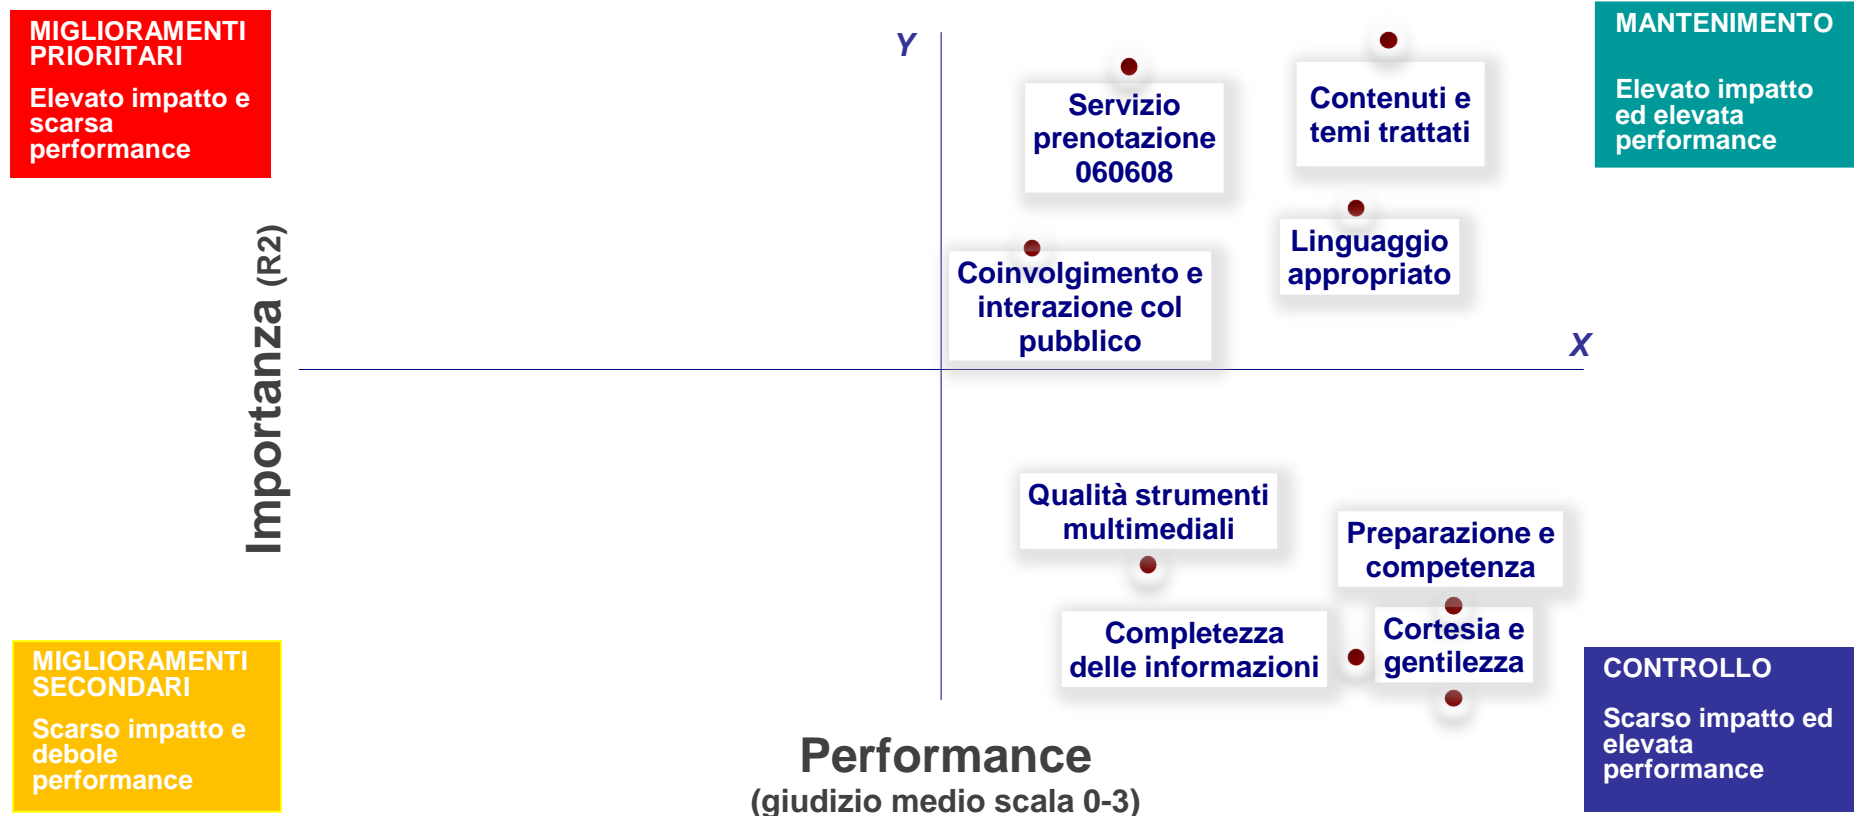 MIGLIORAMENTI
PRIORITARI
Elevato impatto e
scarsa
performance
Y
MANTENIMENTO
Elevato impatto
ed elevata
performance
Servizio
prenotazione
060608
Contenuti e
temi trattati
Linguaggio
appropriato
Coinvolgimento e
interazione col
pubblico
X
Importanza (R2)
Qualità strumenti
multimediali
Preparazione e
competenza
Completezza
delle informazioni
Cortesia e
gentilezza
MIGLIORAMENTI
SECONDARI
Scarso impatto e
debole
performance
CONTROLLO
Scarso impatto ed
elevata
performance
Performance
(giudizio medio scala 0-3)